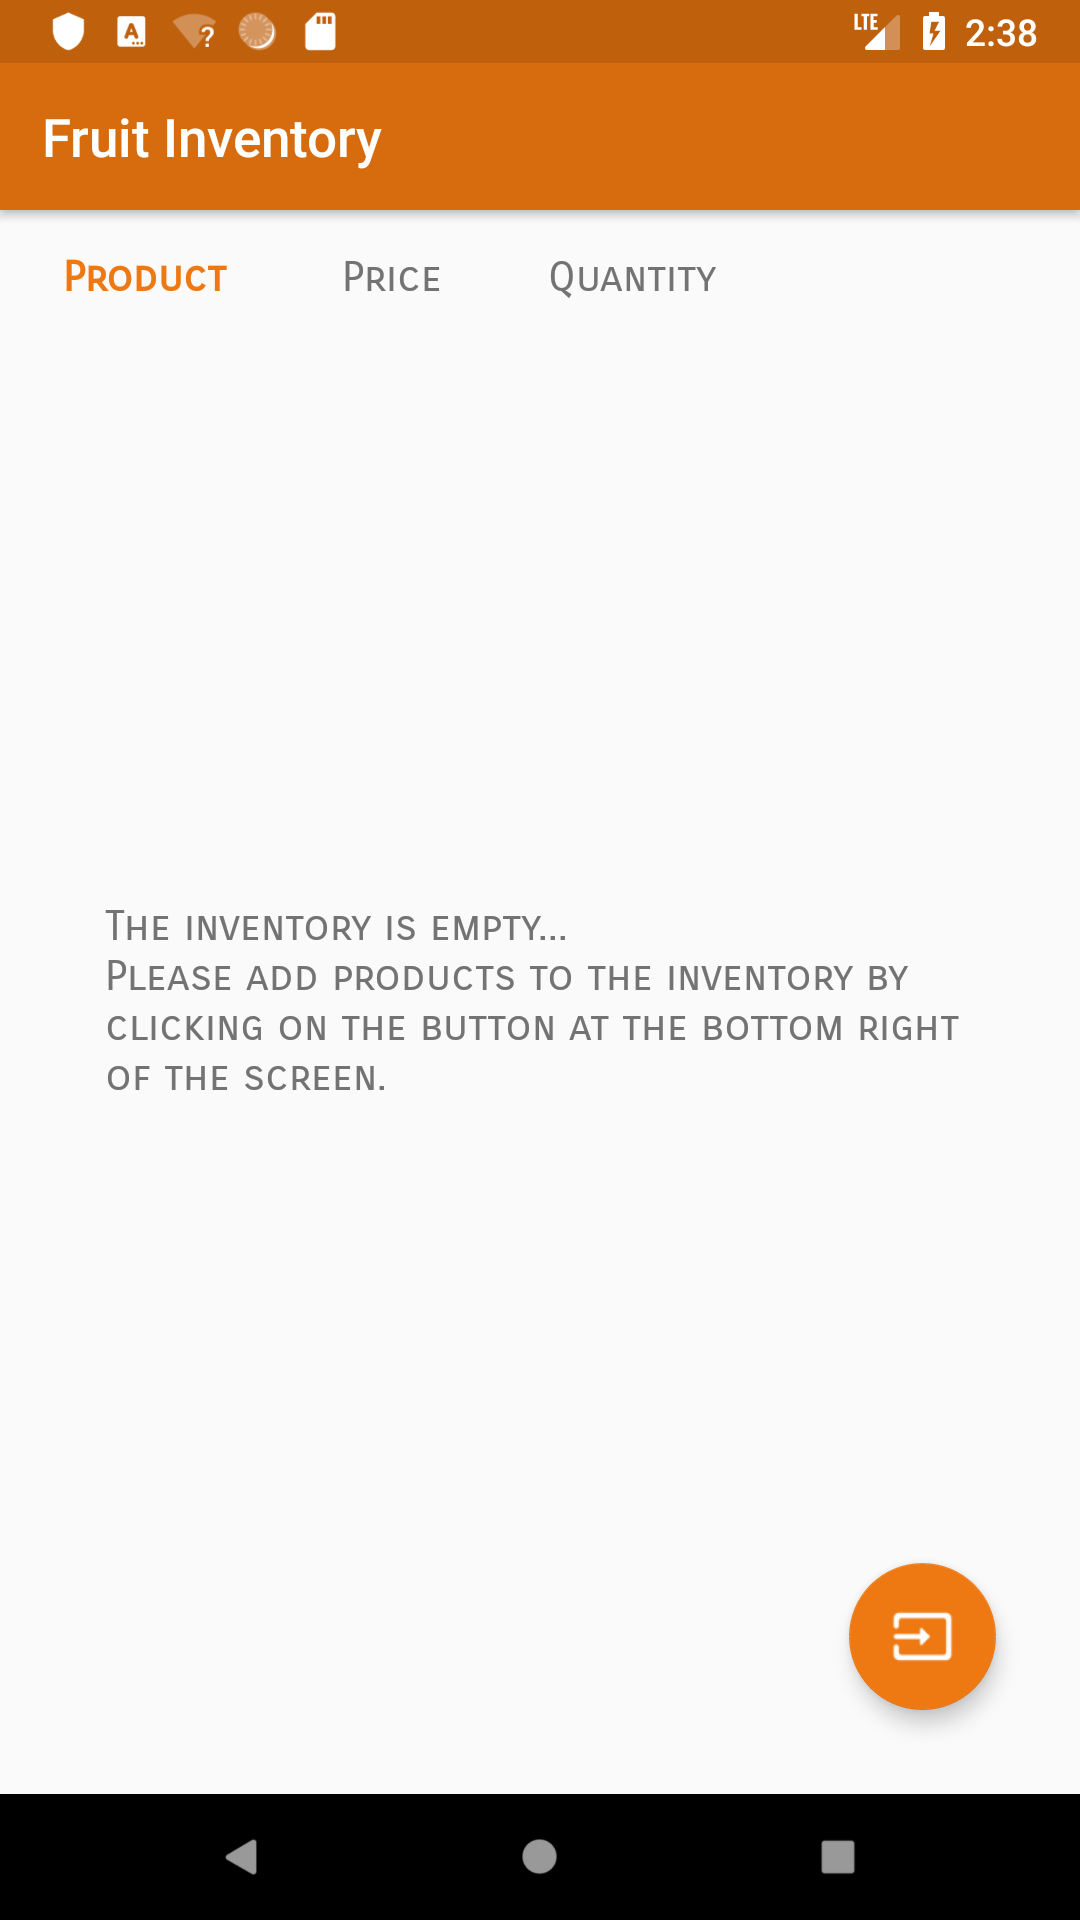 LTE 2:38
Fruit Inventory
Product Price Quantity
The inventory is empty...
Please add products to the inventory by
clicking on the button at the bottom right
of the screen.